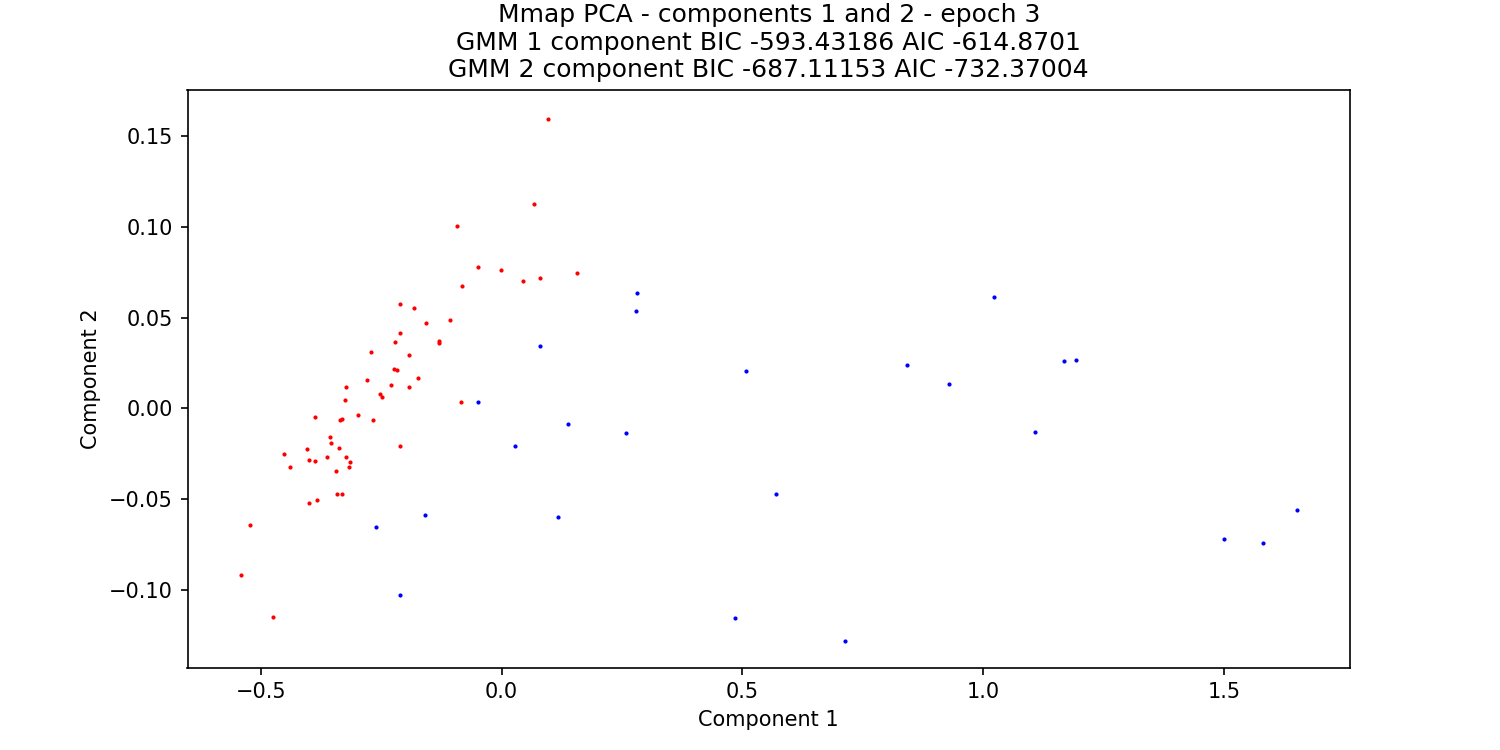 Mmap PCA - components 1 and 2 - epoch 3
GMM 1 component BIC -593.43186 AIC -614.8701
GMM 2 component BIC -687.11153 AIC -732.37004
0.15
0.10
0.05
0.00
−0.05
−0.10
Component 2
−0.5
0.0
0.5
1.0
1.5
Component 1